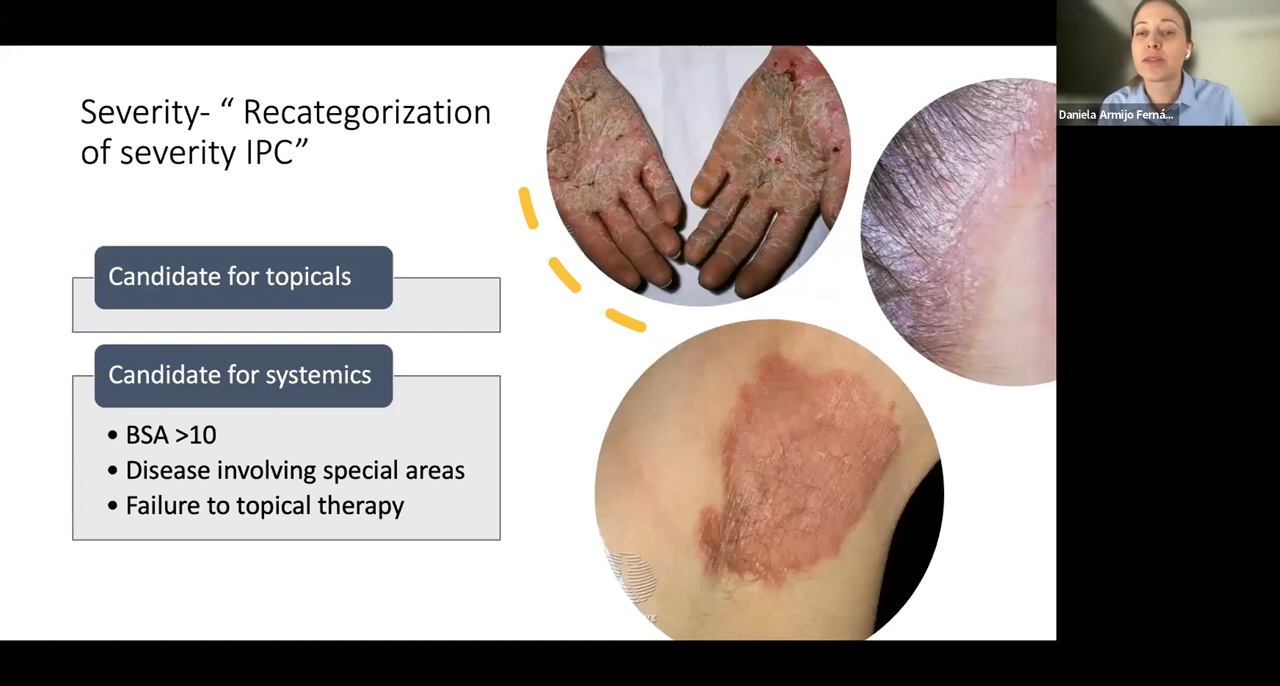 Severity- “ Recategorization
of severity IPC”
Candidate for topicals
Candidate for systemics
• BSA >10
• Disease involving special areas
• Failure to topical therapy
Daniela Armijo Ferná...